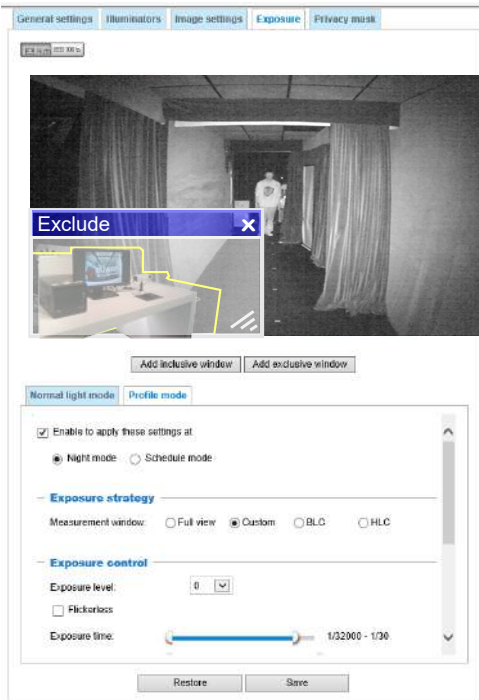 General settings Illuminators Image settings Exposure Privacy mask
Exclude
Add inclusive window Add exclusive window
Normal light mode Profile mode
Enable to apply these settings at
Night mode Schedule mode
Exposure strategy
Measurement window: Full view Custom BLC HLC
Exposure control
Exposure level: 0
Flickerless
Exposure time: 1/32000 - 1/30
Restore Save